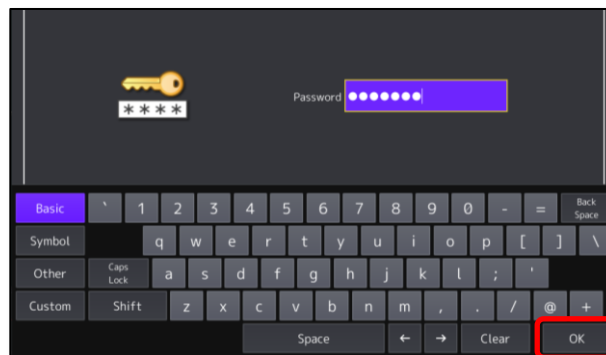 * * * *
Password ●●●●●●●
Basic ` 1 2 3 4 5 6 7 8 9 0 - = Back Space
Symbol q w e r t y u i o p [ ] \
Other Caps Lock a s d f g h j k l ; '
Custom Shift z x c v b n m , . / @ +
Space ← → Clear OK